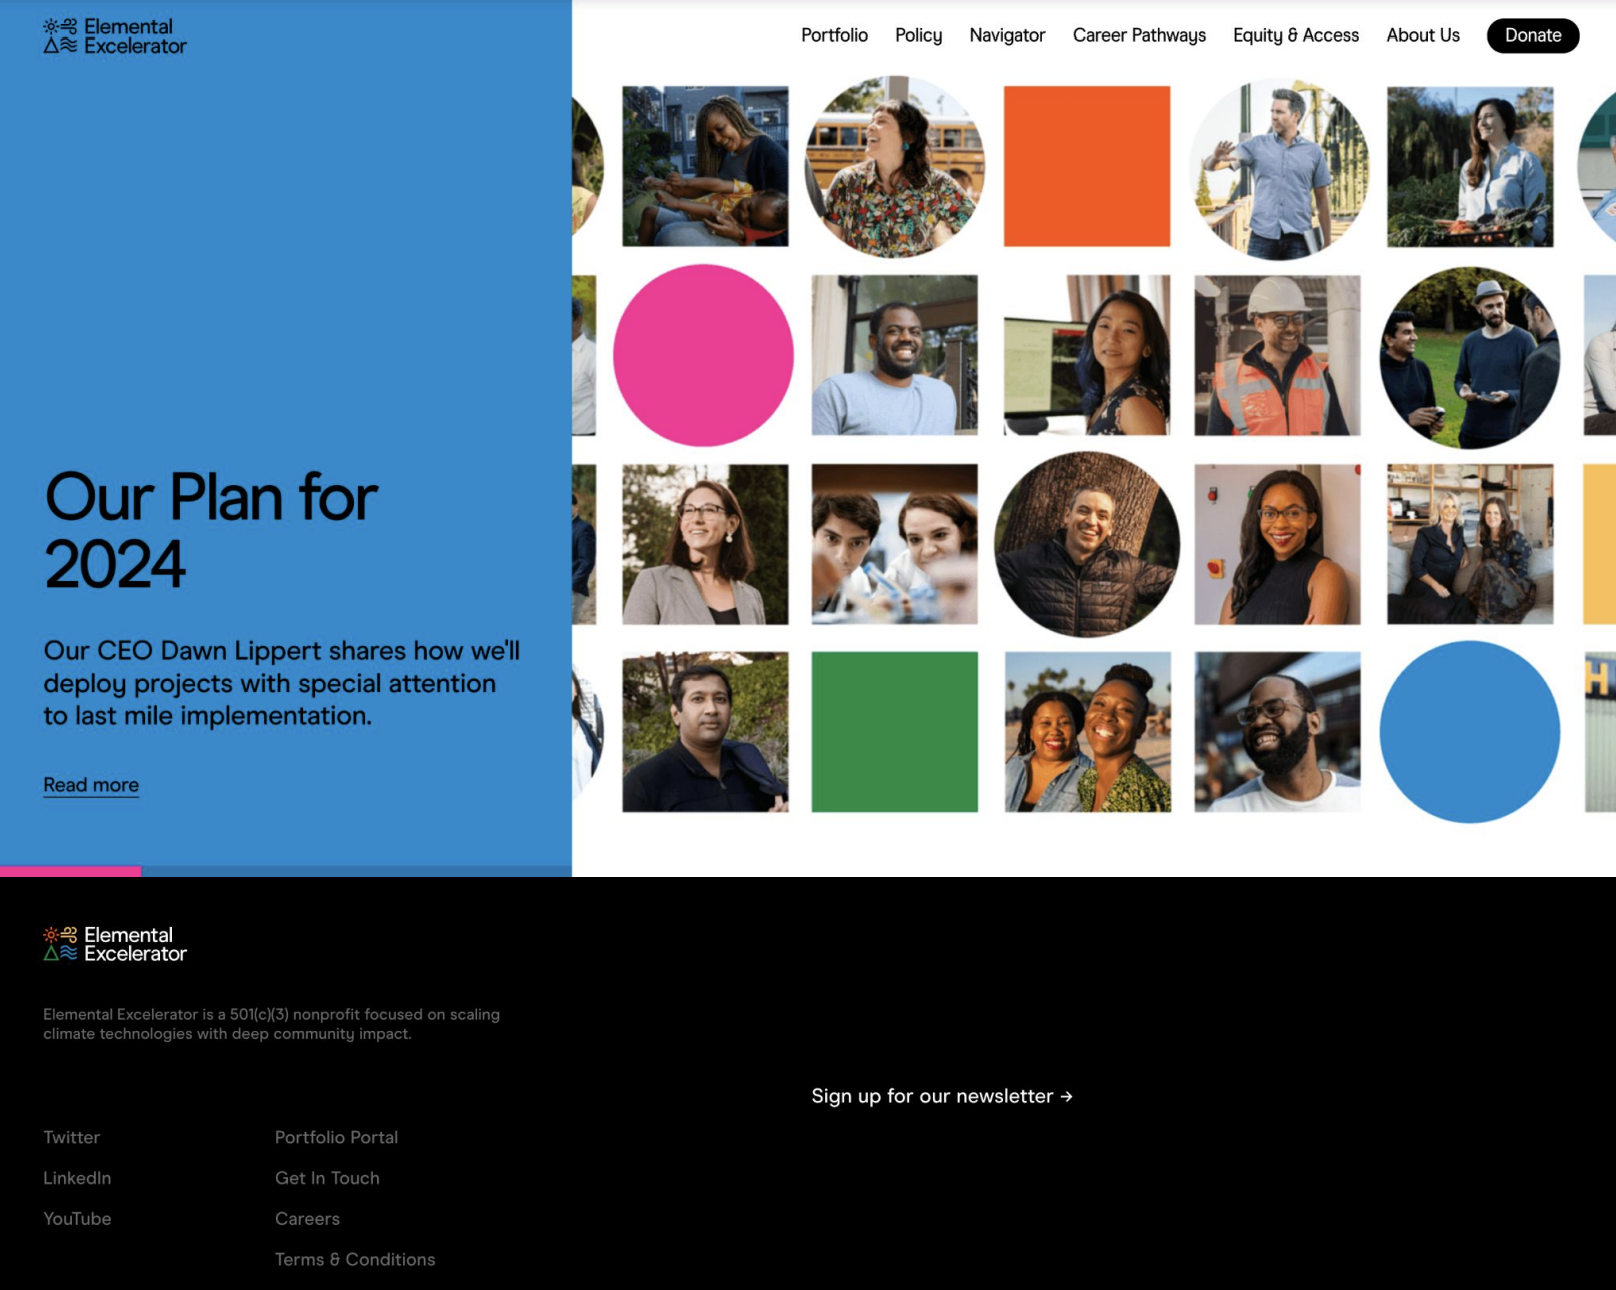 Elemental
Excelerator
Portfolio
Policy
Navigator
Career Pathways
Equity & Access
About Us
Donate
Our Plan for
2024
Our CEO Dawn Lippert shares how we'll
deploy projects with special attention
to last mile implementation.
Read more
H
Elemental
Excelerator
Elemental Excelerator is a 501(c)(3) nonprofit focused on scaling
climate technologies with deep community impact.
Sign up for our newsletter →
Twitter
LinkedIn
YouTube
Portfolio Portal
Get In Touch
Careers
Terms & Conditions